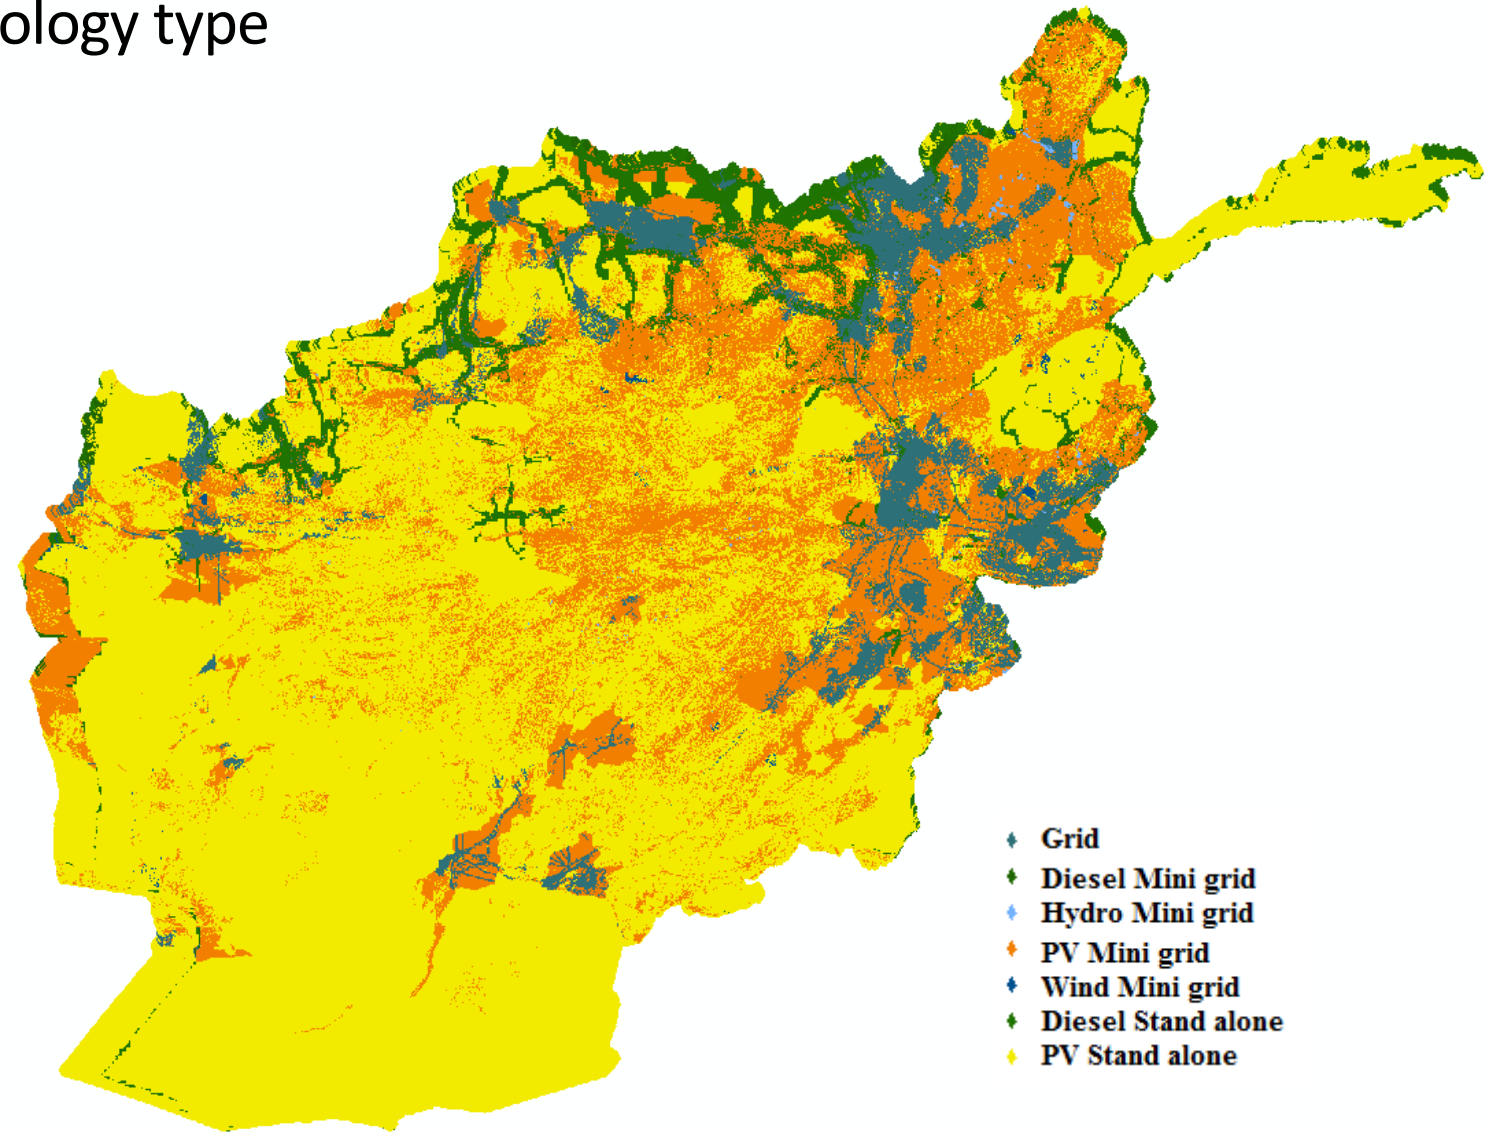 ology type
Grid
Diesel Mini grid
Hydro Mini grid
PV Mini grid
Wind Mini grid
Diesel Stand alone
PV Stand alone